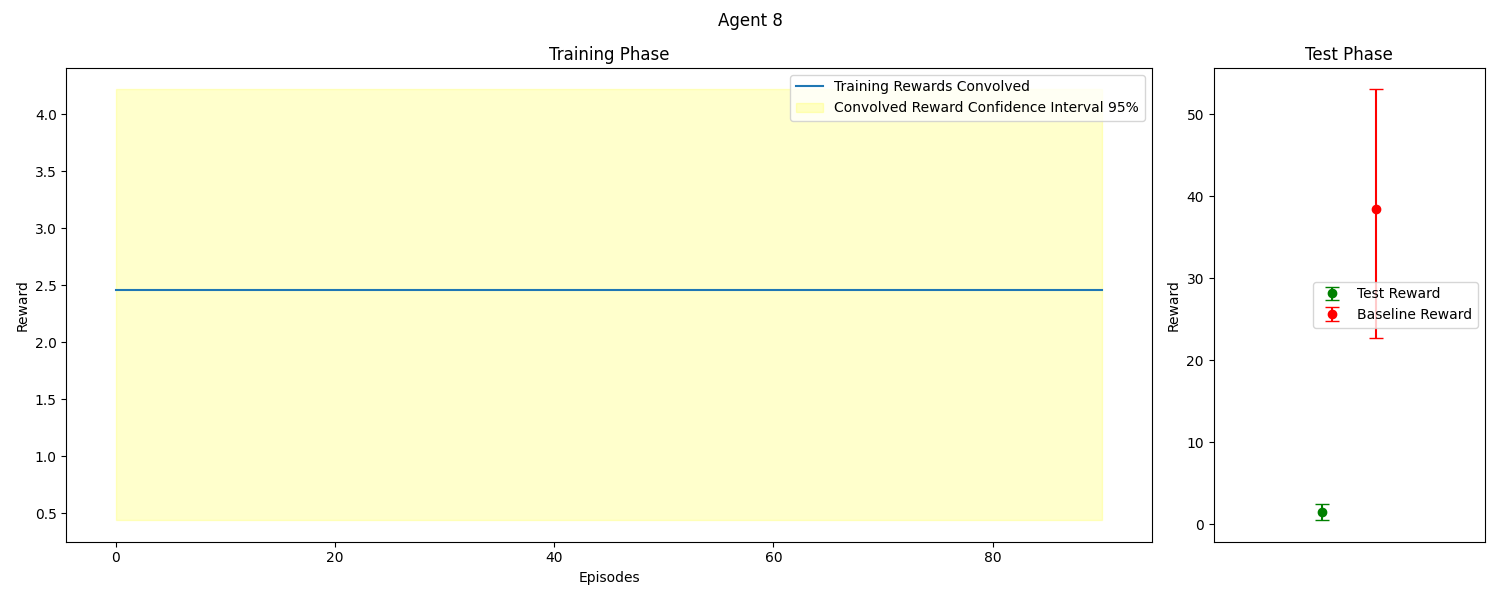 Agent 8
Training Phase
Training Rewards Convolved
Convolved Reward Confidence Interval 95%
4.0
3.5
3.0
2.5
2.0
1.5
1.0
0.5
Reward
0
20
40
60
80
Episodes
Test Phase
50
40
30
20
10
0
Reward
Test Reward
Baseline Reward